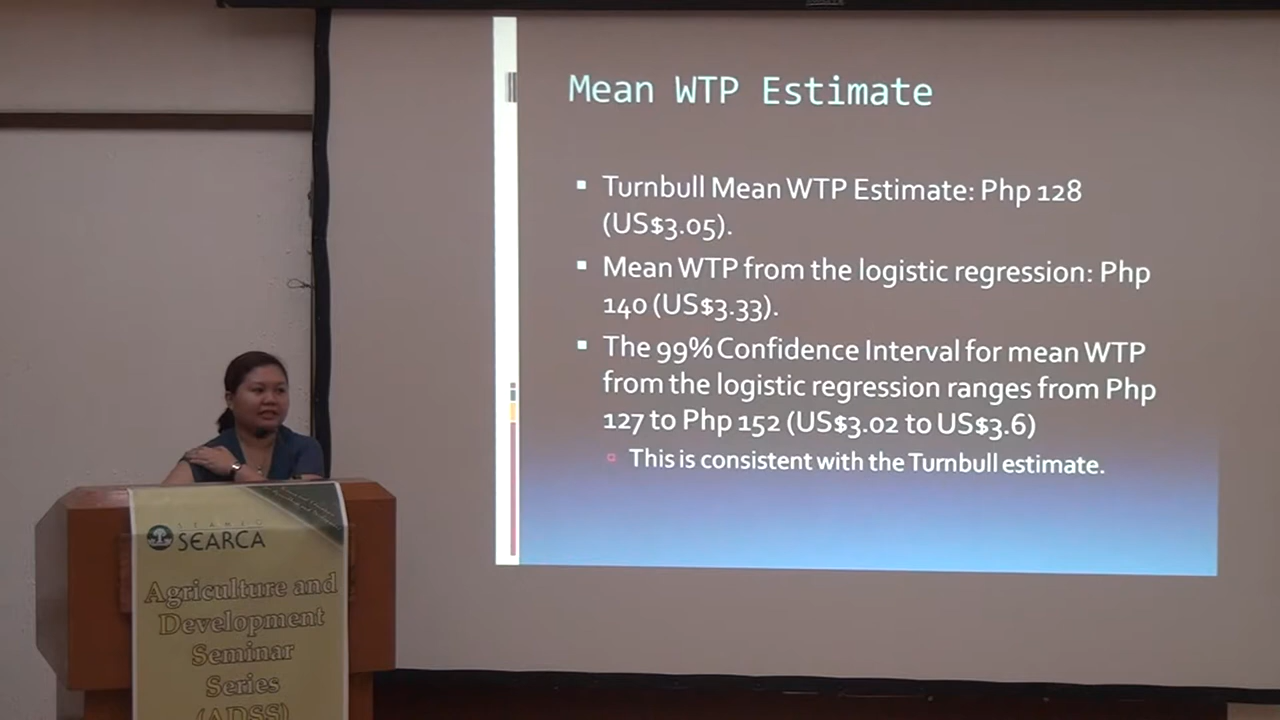 Mean WTP Estimate
Turnbull Mean WTP Estimate: Php 128
(US$3.05).
Mean WTP from the logistic regression: Php
140 (US$3.33).
The 99% Confidence Interval for mean WTP
from the logistic regression ranges from Php
127 to Php 152 (US$3.02 to US$3.6)
This is consistent with the Turnbull estimate.
SEARCA
Agriculture and
Development
Seminar
Series
(ADSS)